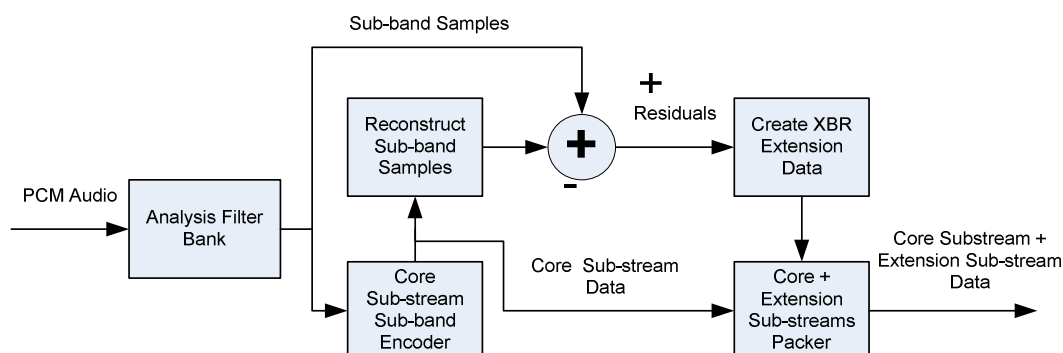 Sub-band Samples
+
Residuals
Reconstruct
Sub-band
Samples
+
-
Create XBR
Extension
Data
PCM Audio
Analysis Filter
Bank
Core
Sub-stream
Sub-band
Encoder
Core Sub-stream
Data
Core +
Extension
Sub-streams
Packer
Core Substream +
Extension Sub-stream
Data